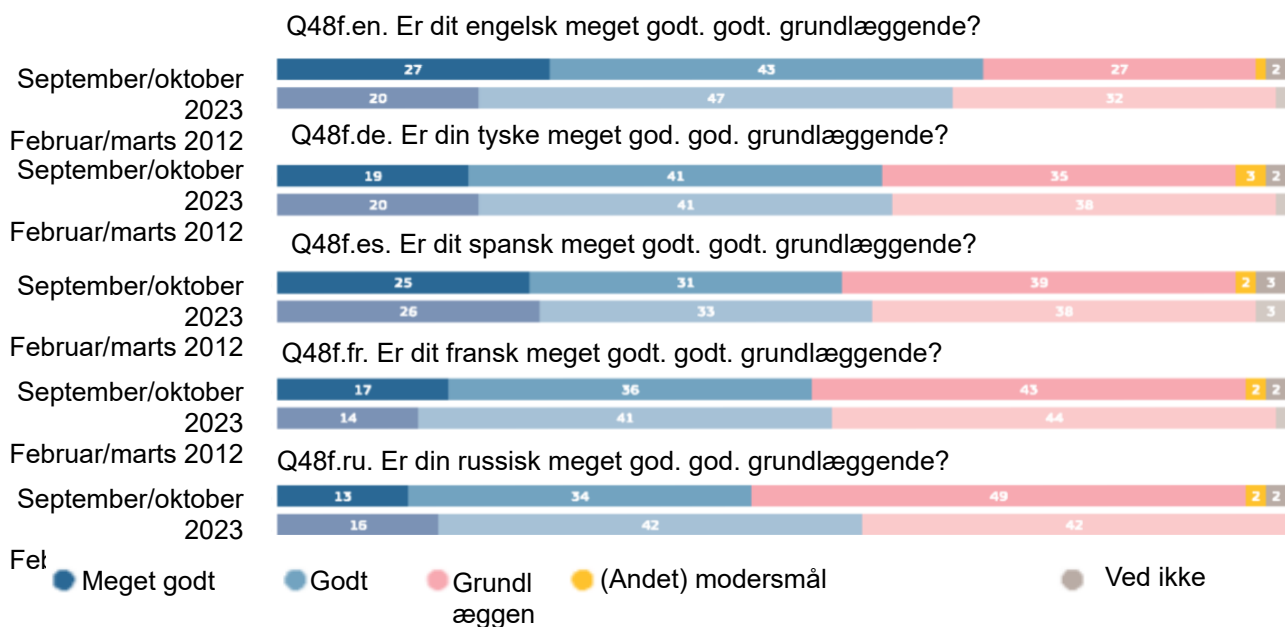 Q48f.en. Er dit engelsk meget godt. godt. grundlæggende?
September/oktober
2023
27 43 27 2
Februar/marts 2012
20 47 32
Q48f.de. Er din tyske meget god. god. grundlæggende?
September/oktober
2023
19 41 35 3 2
Februar/marts 2012
20 41 38
Q48f.es. Er dit spansk meget godt. godt. grundlæggende?
September/oktober
2023
25 31 39 2 3
Februar/marts 2012
26 33 38 3
Q48f.fr. Er dit fransk meget godt. godt. grundlæggende?
September/oktober
2023
17 36 43 2 2
Februar/marts 2012
14 41 44
Q48f.ru. Er din russisk meget god. god. grundlæggende?
September/oktober
2023
13 34 49 2 2
16 42 42
Meget godt
Godt
Grundl
æggen
(Andet) modersmål
Ved ikke